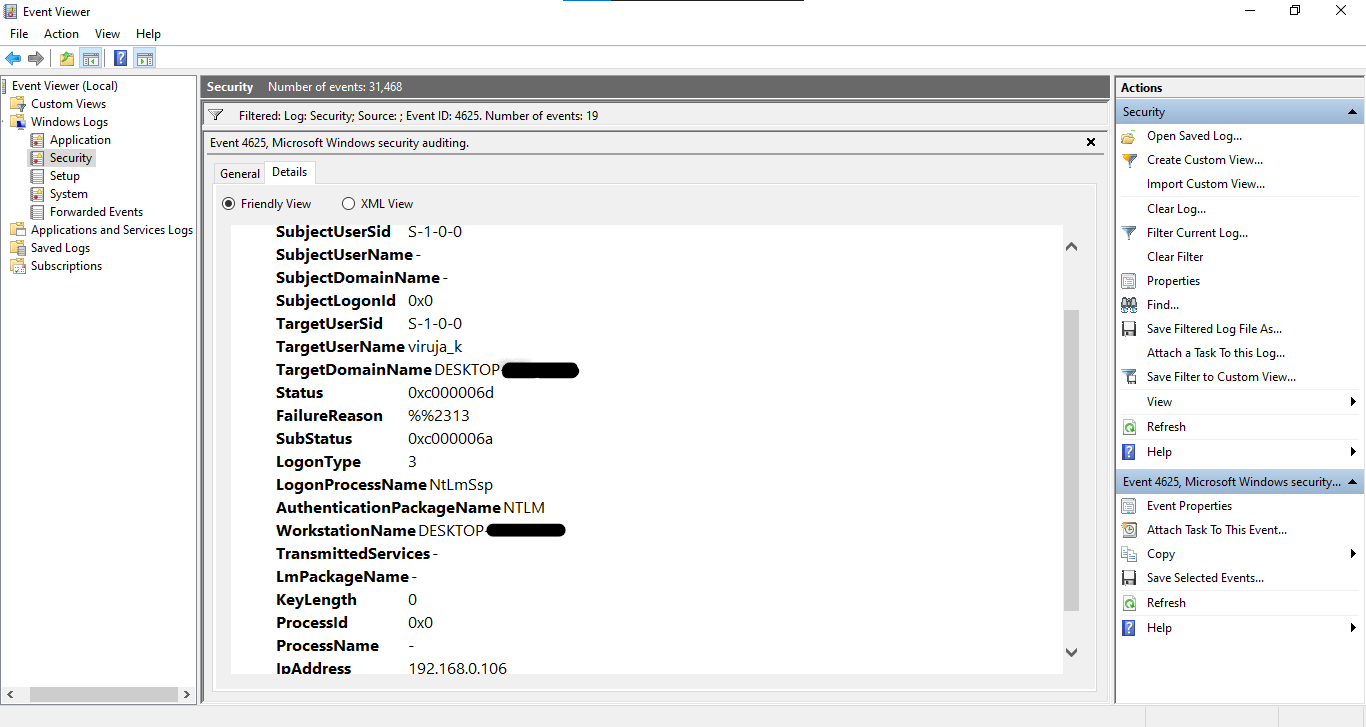 Event Viewer
File Action View Help
Event Viewer (Local)
Custom Views
Windows Logs
Application
Security
Setup
System
Forwarded Events
Applications and Services Logs
Saved Logs
Subscriptions
Security Number of events: 31,468
Filtered: Log: Security; Source: ; Event ID: 4625. Number of events: 19
Event 4625, Microsoft Windows security auditing.
General Details
Friendly View XML View
SubjectUserSid S-1-0-0
SubjectUserName -
SubjectDomainName -
SubjectLogonId 0x0
TargetUserSid S-1-0-0
TargetUserName viruja_k
TargetDomainName DESKTOP-
Status 0xc000006d
FailureReason %%2313
SubStatus 0xc000006a
LogonType 3
LogonProcessName NtLmSsp
AuthenticationPackageName NTLM
WorkstationName DESKTOP-
TransmittedServices -
LmPackageName -
KeyLength 0
ProcessId 0x0
ProcessName -
IpAddress 192.168.0.106
Actions
Security
Open Saved Log...
Create Custom View...
Import Custom View...
Clear Log...
Filter Current Log...
Clear Filter
Properties
Find...
Save Filtered Log File As...
Attach a Task To this Log...
Save Filter to Custom View...
View
Refresh
Help
Event 4625, Microsoft Windows security...
Event Properties
Attach Task To This Event...
Copy
Save Selected Events...
Refresh
Help